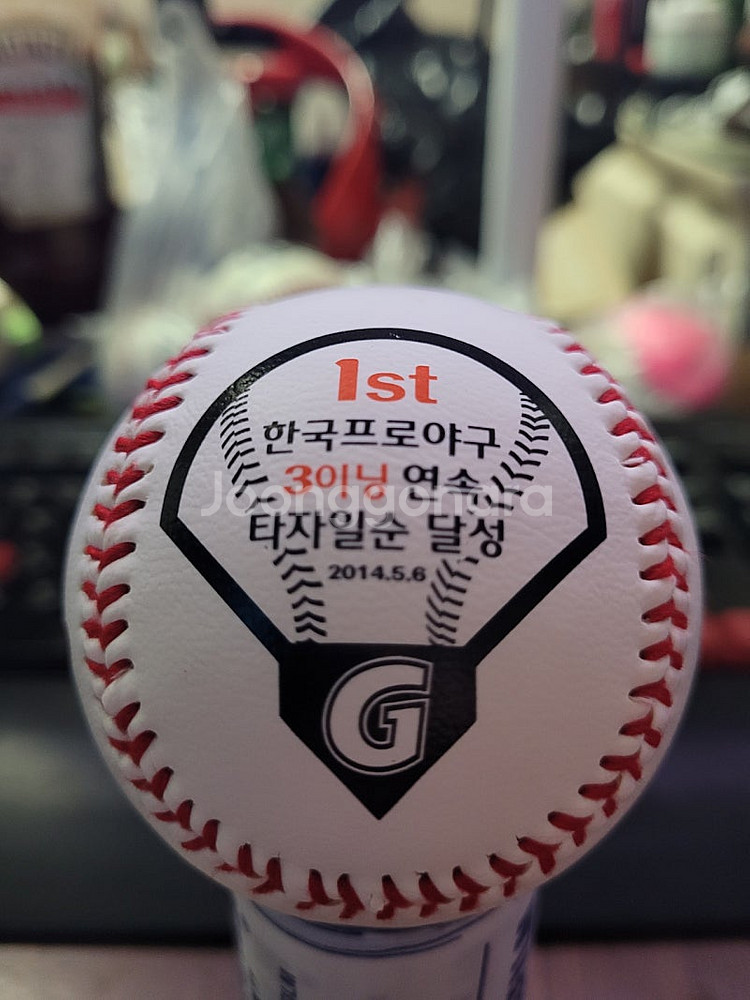 1st
한국프로야구
3이닝 연속
타자일순 달성
2014.5.6
G
Joonggonara